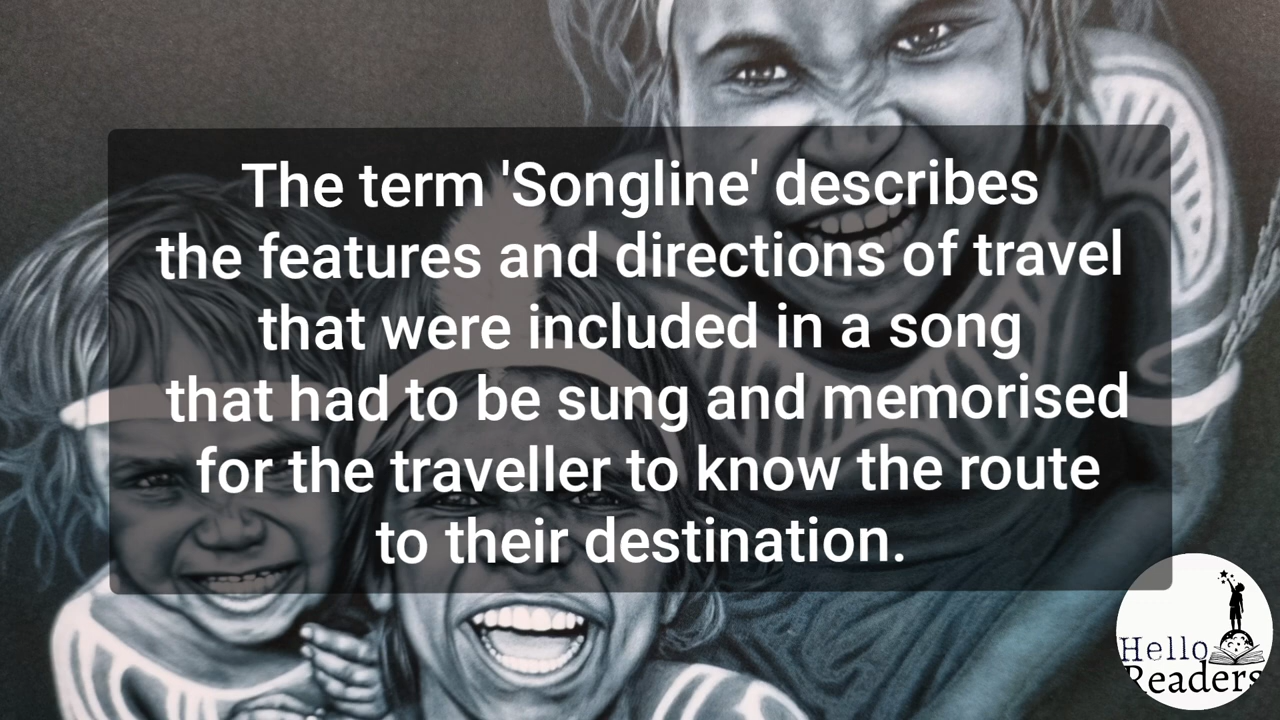 The term 'Songline' describes
the features and directions of travel
that were included in a song
that had to be sung and memorised
for the traveller to know the route
to their destination.
Hello
Readers